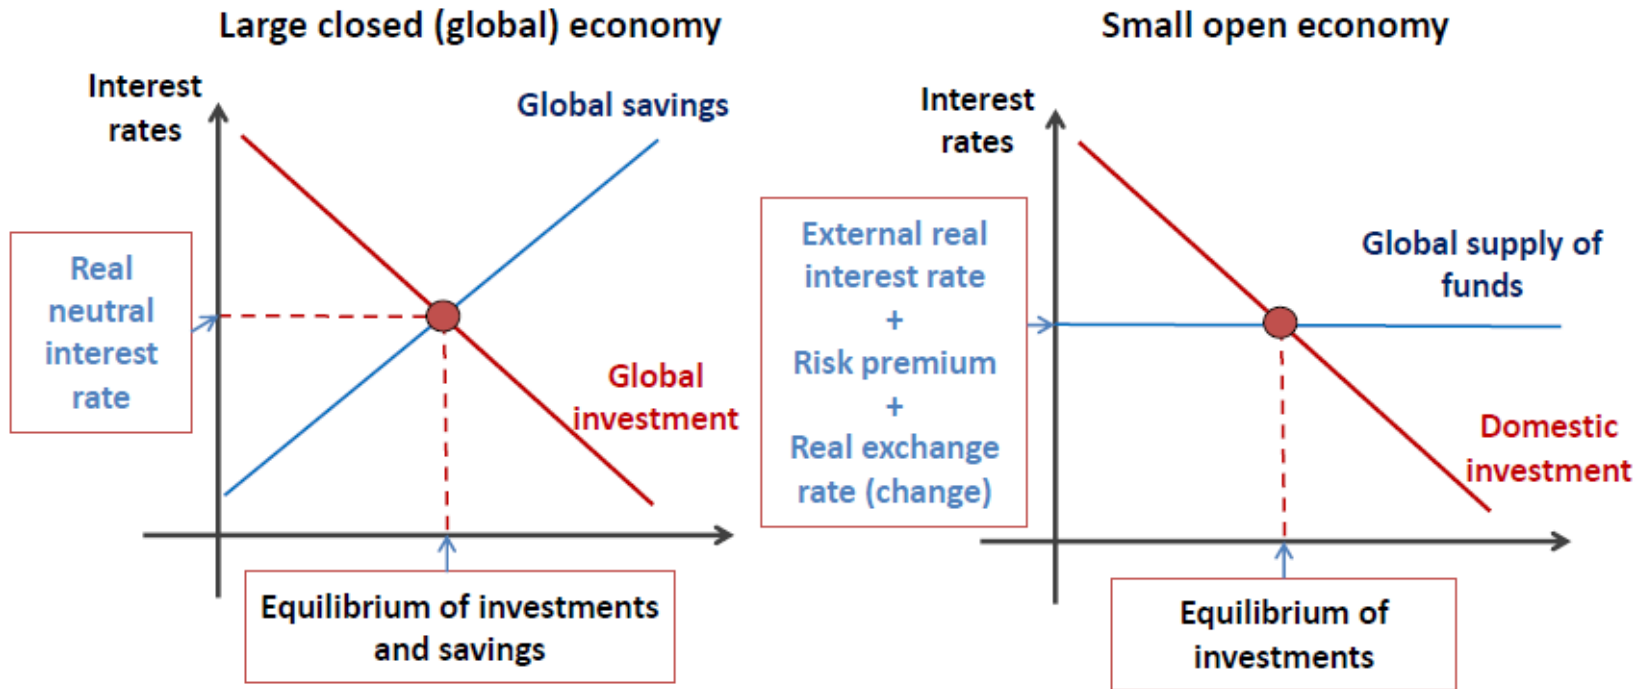 Large closed (global) economy
Interest
rates
Global savings
Real
neutral
interest
rate
Global
investment
Equilibrium of investments
and savings
Small open economy
Interest
rates
External real
interest rate
+
Risk premium
+
Real exchange
rate (change)
Global supply of
funds
Domestic
investment
Equilibrium of
investments